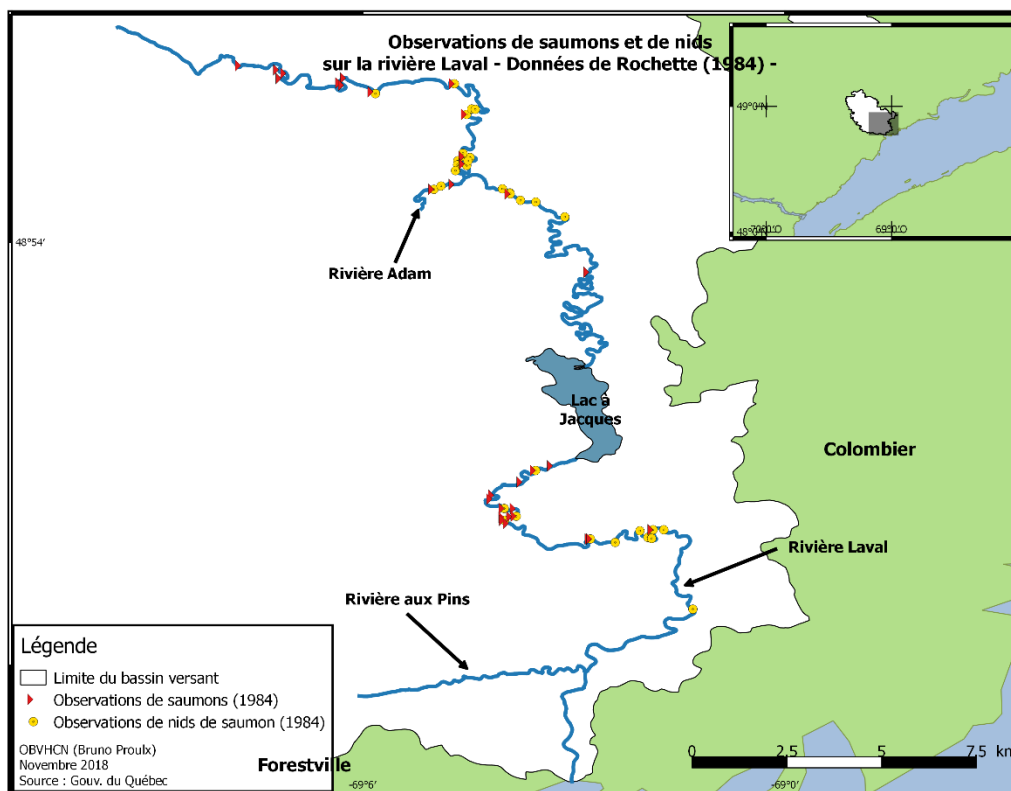 Observations de saumons et de nids
sur la rivière Laval - Données de Rochette (1984) -
49°0'N
48°0'N
69°0'O
48°54'
Rivière Adam
Lac à
Jacques
Colombier
Rivière Laval
Rivière aux Pins
Légende
Limite du bassin versant
Observations de saumons (1984)
Observations de nids de saumon (1984)
OBVHCN (Bruno Proulx)
Novembre 2018
Source : Gouv. du Québec
Forestville
-69°6'
-69°0'
0 2.5 5 7.5 km